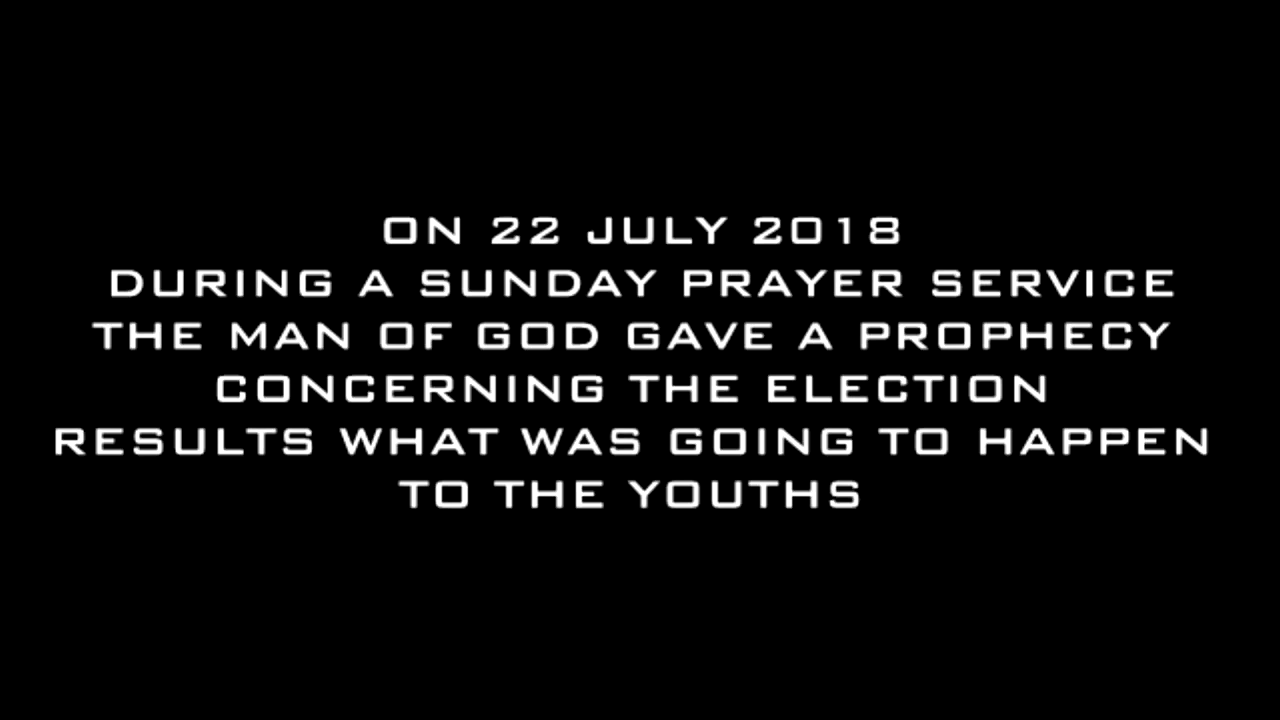 ON 22 JULY 2018
DURING A SUNDAY PRAYER SERVICE
THE MAN OF GOD GAVE A PROPHECY
CONCERNING THE ELECTION
RESULTS WHAT WAS GOING TO HAPPEN
TO THE YOUTHS